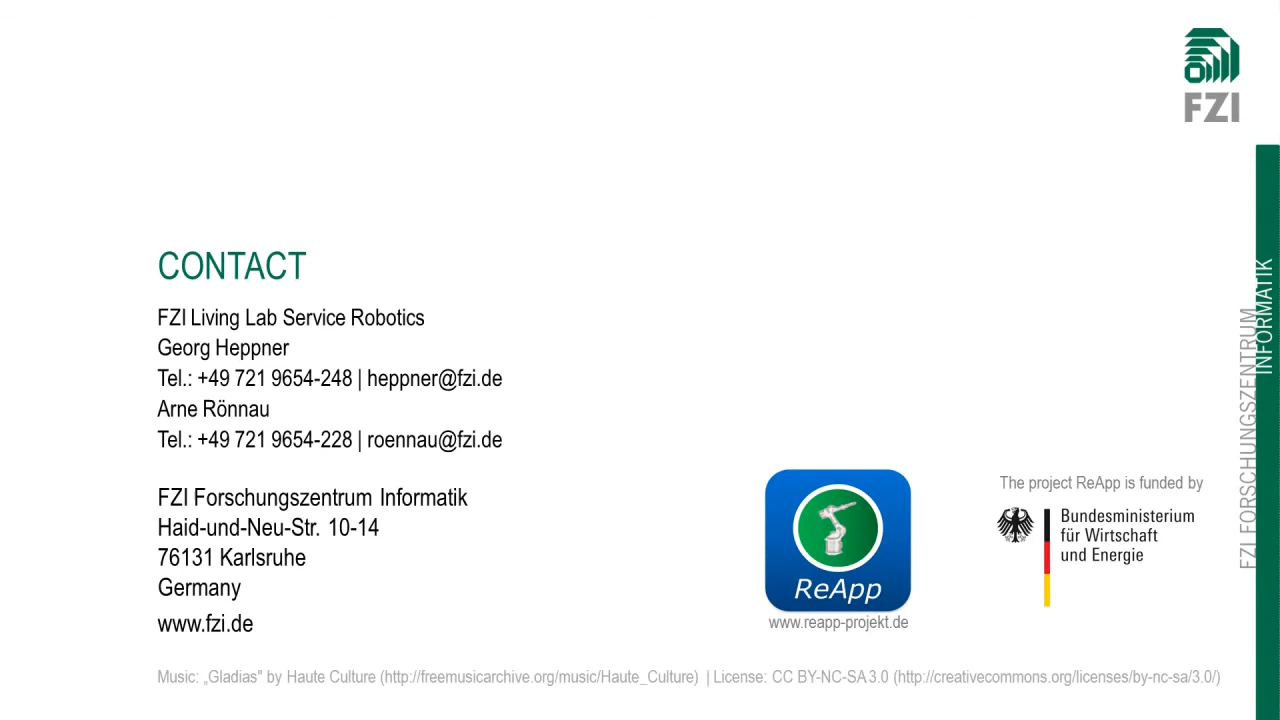 FZI
CONTACT
FZI Living Lab Service Robotics
Georg Heppner
Tel.: +49 721 9654-248 | heppner@fzi.de
Arne Rönnau
Tel.: +49 721 9654-228 | roennau@fzi.de
FZI Forschungszentrum Informatik
Haid-und-Neu-Str. 10-14
76131 Karlsruhe
Germany
www.fzi.de
ReApp
www.reapp-projekt.de
The project ReApp is funded by
Bundesministerium
für Wirtschaft
und Energie
FZI FORSCHUNGSZENTRUM
INFORMATIK
Music: „Gladias" by Haute Culture (http://freemusicarchive.org/music/Haute_Culture) | License: CC BY-NC-SA 3.0 (http://creativecommons.org/licenses/by-nc-sa/3.0/)